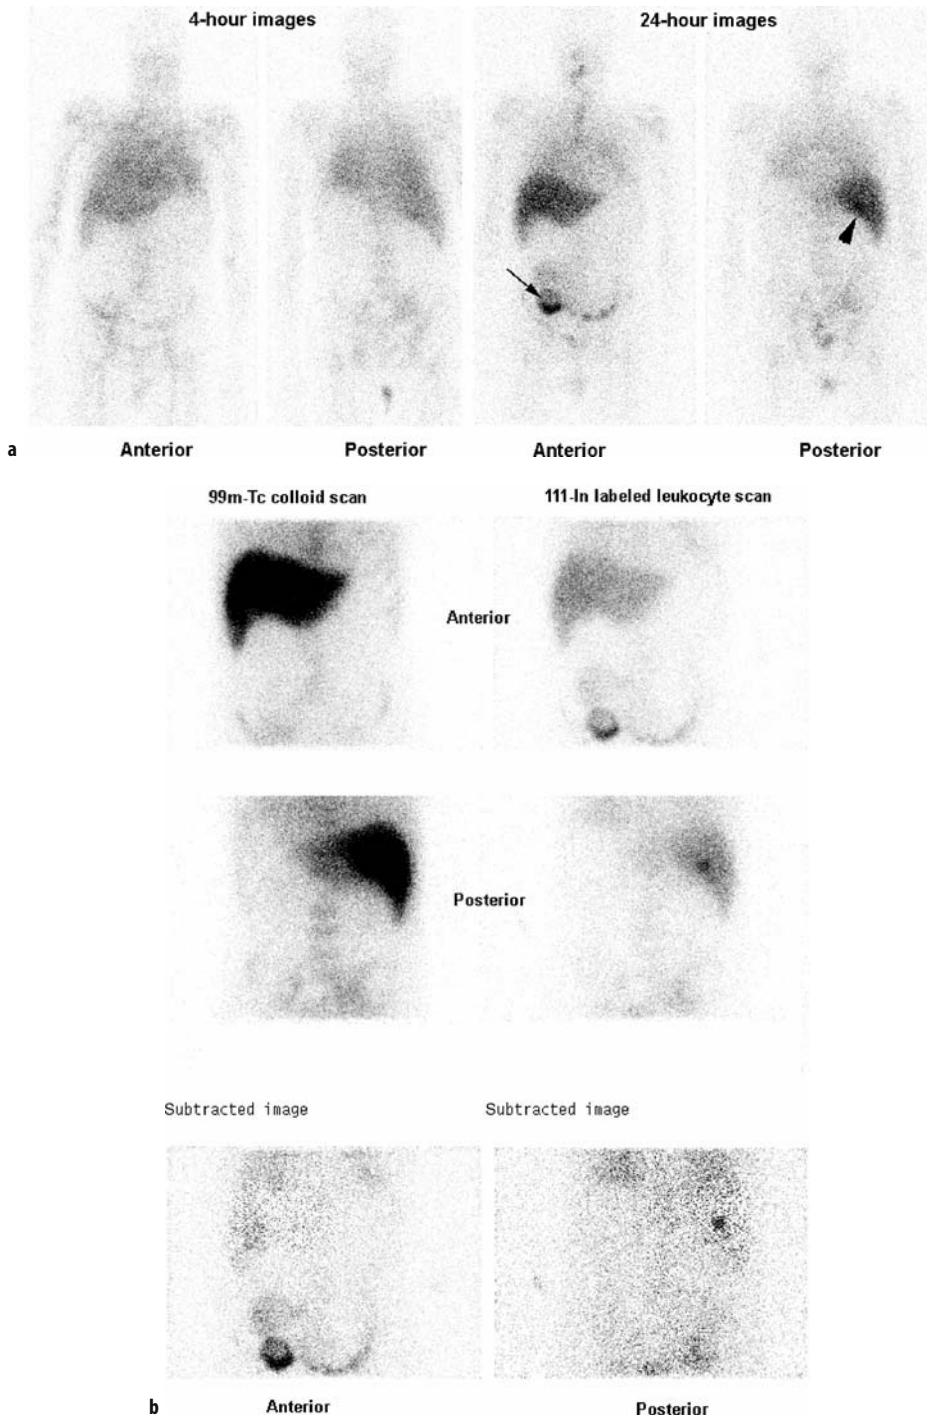 4-hour images 24-hour images
a Anterior Posterior Anterior Posterior
99m-Tc colloid scan 111-In labeled leukocyte scan
Anterior
Posterior
Subtracted image Subtracted image
b Anterior Posterior